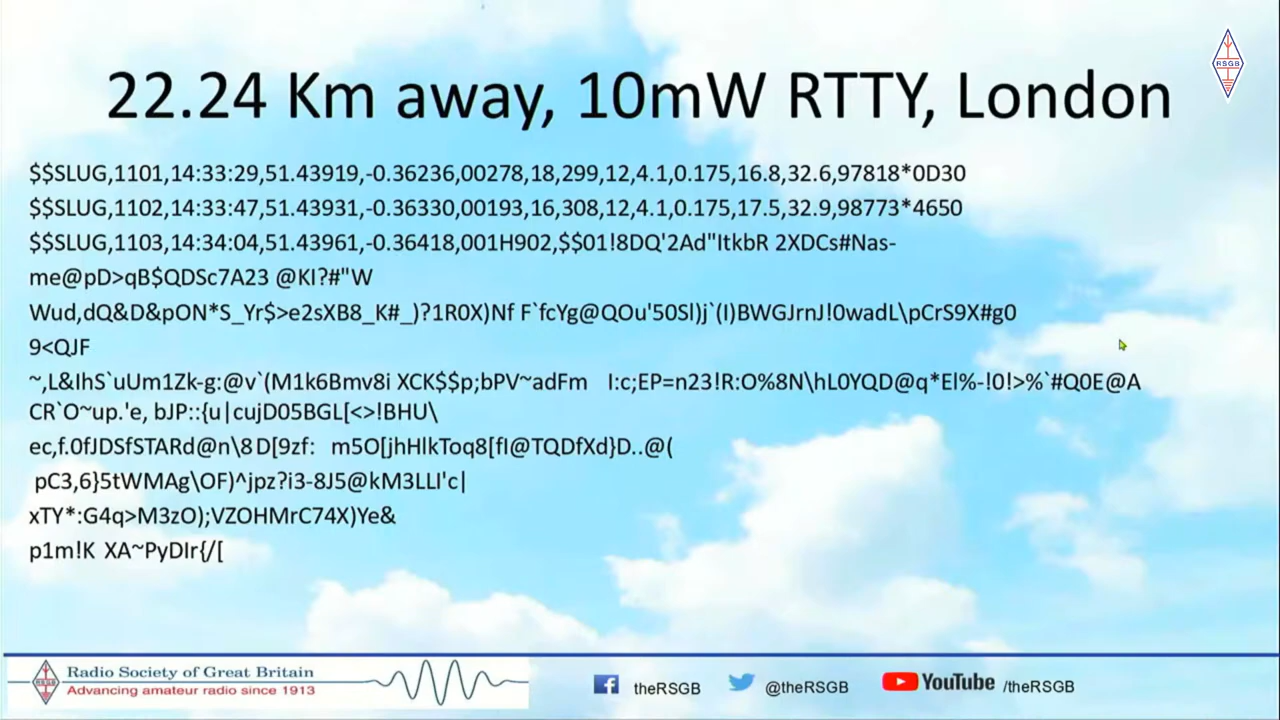 RSGB
22.24 Km away, 10mW RTTY, London
$$SLUG,1101,14:33:29,51.43919,-0.36236,00278,18,299,12,4.1,0.175,16.8,32.6,97818*0D30
$$SLUG,1102,14:33:47,51.43931,-0.36330,00193,16,308,12,4.1,0.175,17.5,32.9,98773*4650
$$SLUG,1103,14:34:04,51.43961,-0.36418,001H902,$$01!8DQ'2Ad"ItkbR 2XDCs#Nas-
me@pD>qB$QDSc7A23 @KI?#"W
Wud,dQ&D&pON*S_Yr$>e2sXB8_K#_)?1R0X)Nf F`fcYg@QOu'50Sl)j`(I)BWGJrnJ!0wadL\pCrS9X#g0
9<QJF
~,L&IhS`uUm1Zk-g:@v`(M1k6Bmv8i XCK$$p;bPV~adFm   I:c;EP=n23!R:O%8N\hL0YQD@q*El%-!0!>%`#Q0E@A
CR`O~up.'e, bJP::{u|cujD05BGL[<>!BHU\
ec,f.0fJDSfSTARd@n\8D[9zf:   m5O[jhHlkToq8[fI@TQDfXd}D..@(
pC3,6}5tWMAg\OF)^jpz?i3-8J5@kM3LLI'c|
xTY*:G4q>M3zO);VZOHMrC74X)Ye&
p1m!K XA~PyDIr{/[
RSGB
Radio Society of Great Britain
Advancing amateur radio since 1913
theRSGB
@theRSGB
YouTube /theRSGB